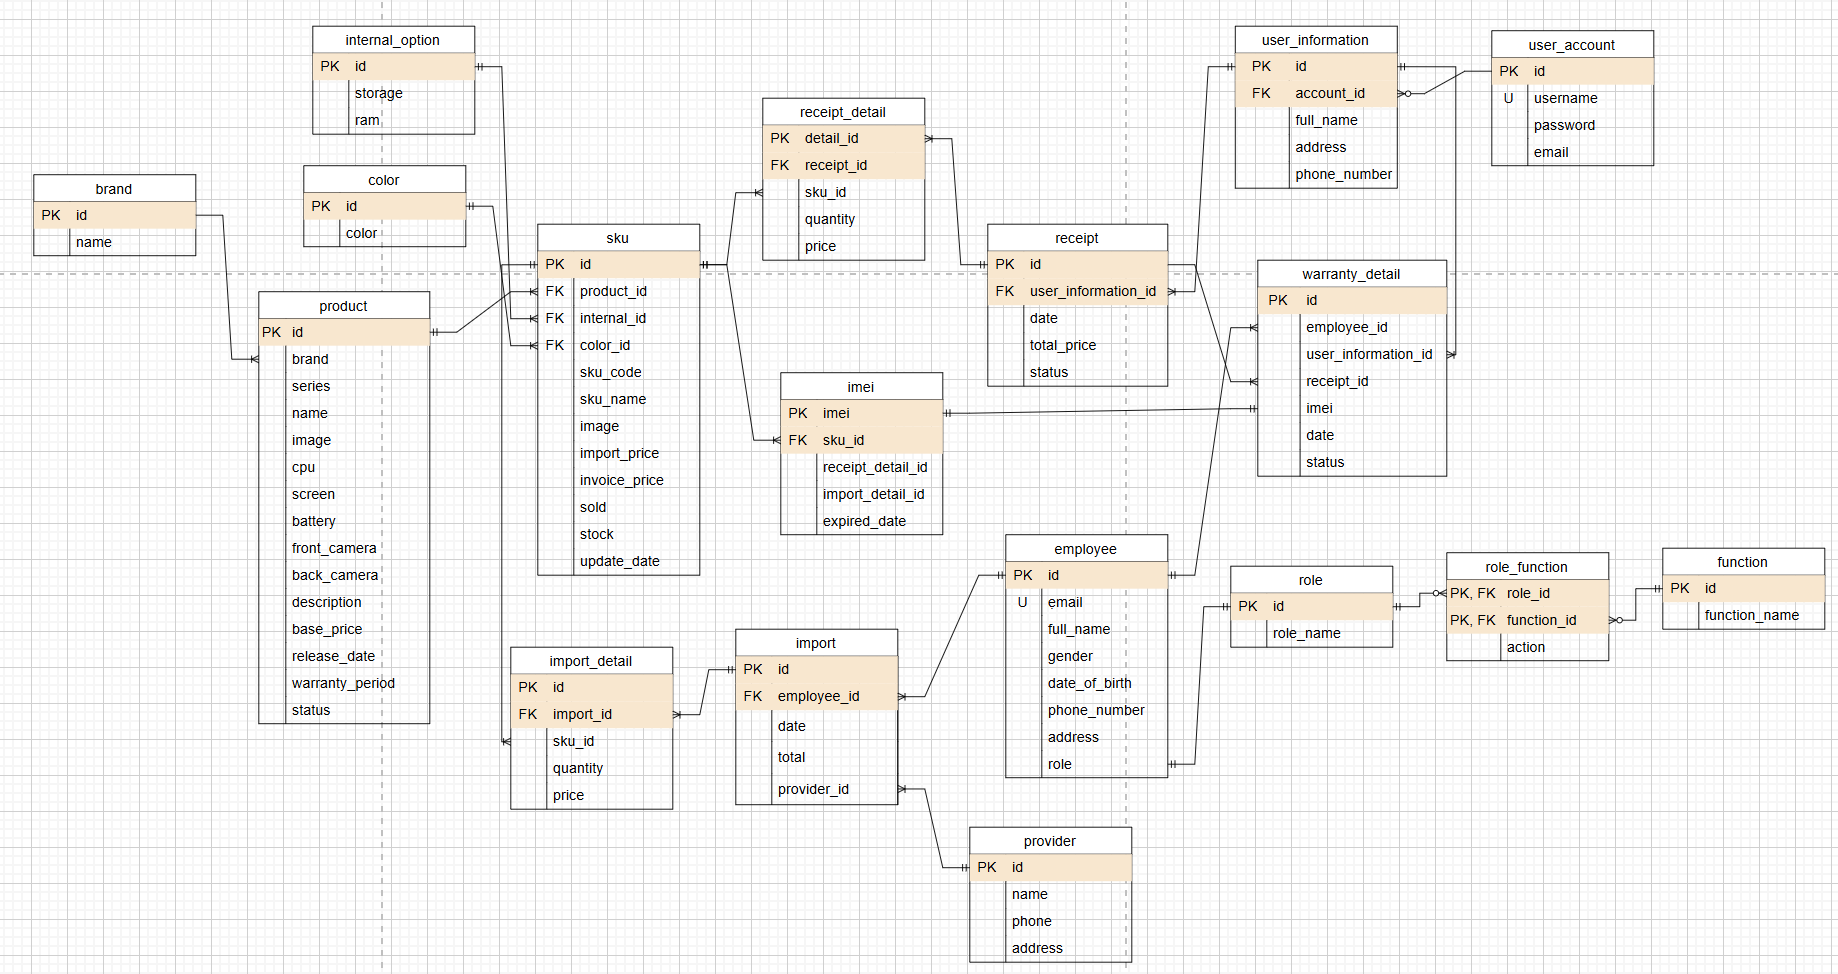 internal_option
PK id
storage
ram
brand
PK id
name
color
PK id
color
product
PK id
brand
series
name
image
cpu
screen
battery
front_camera
back_camera
description
base_price
release_date
warranty_period
status
sku
PK id
FK product_id
FK internal_id
FK color_id
sku_code
sku_name
image
import_price
invoice_price
sold
stock
update_date
receipt_detail
PK detail_id
FK receipt_id
sku_id
quantity
price
imei
PK imei
FK sku_id
receipt_detail_id
import_detail_id
expired_date
receipt
PK id
FK user_information_id
date
total_price
status
user_information
PK id
FK account_id
full_name
address
phone_number
user_account
PK id
U username
password
email
warranty_detail
PK id
employee_id
user_information_id
receipt_id
imei
date
status
import_detail
PK id
FK import_id
sku_id
quantity
price
import
PK id
FK employee_id
date
total
provider_id
employee
PK id
U email
full_name
gender
date_of_birth
phone_number
address
role
provider
PK id
name
phone
address
role
PK id
role_name
role_function
PK, FK role_id
PK, FK function_id
action
function
PK id
function_name